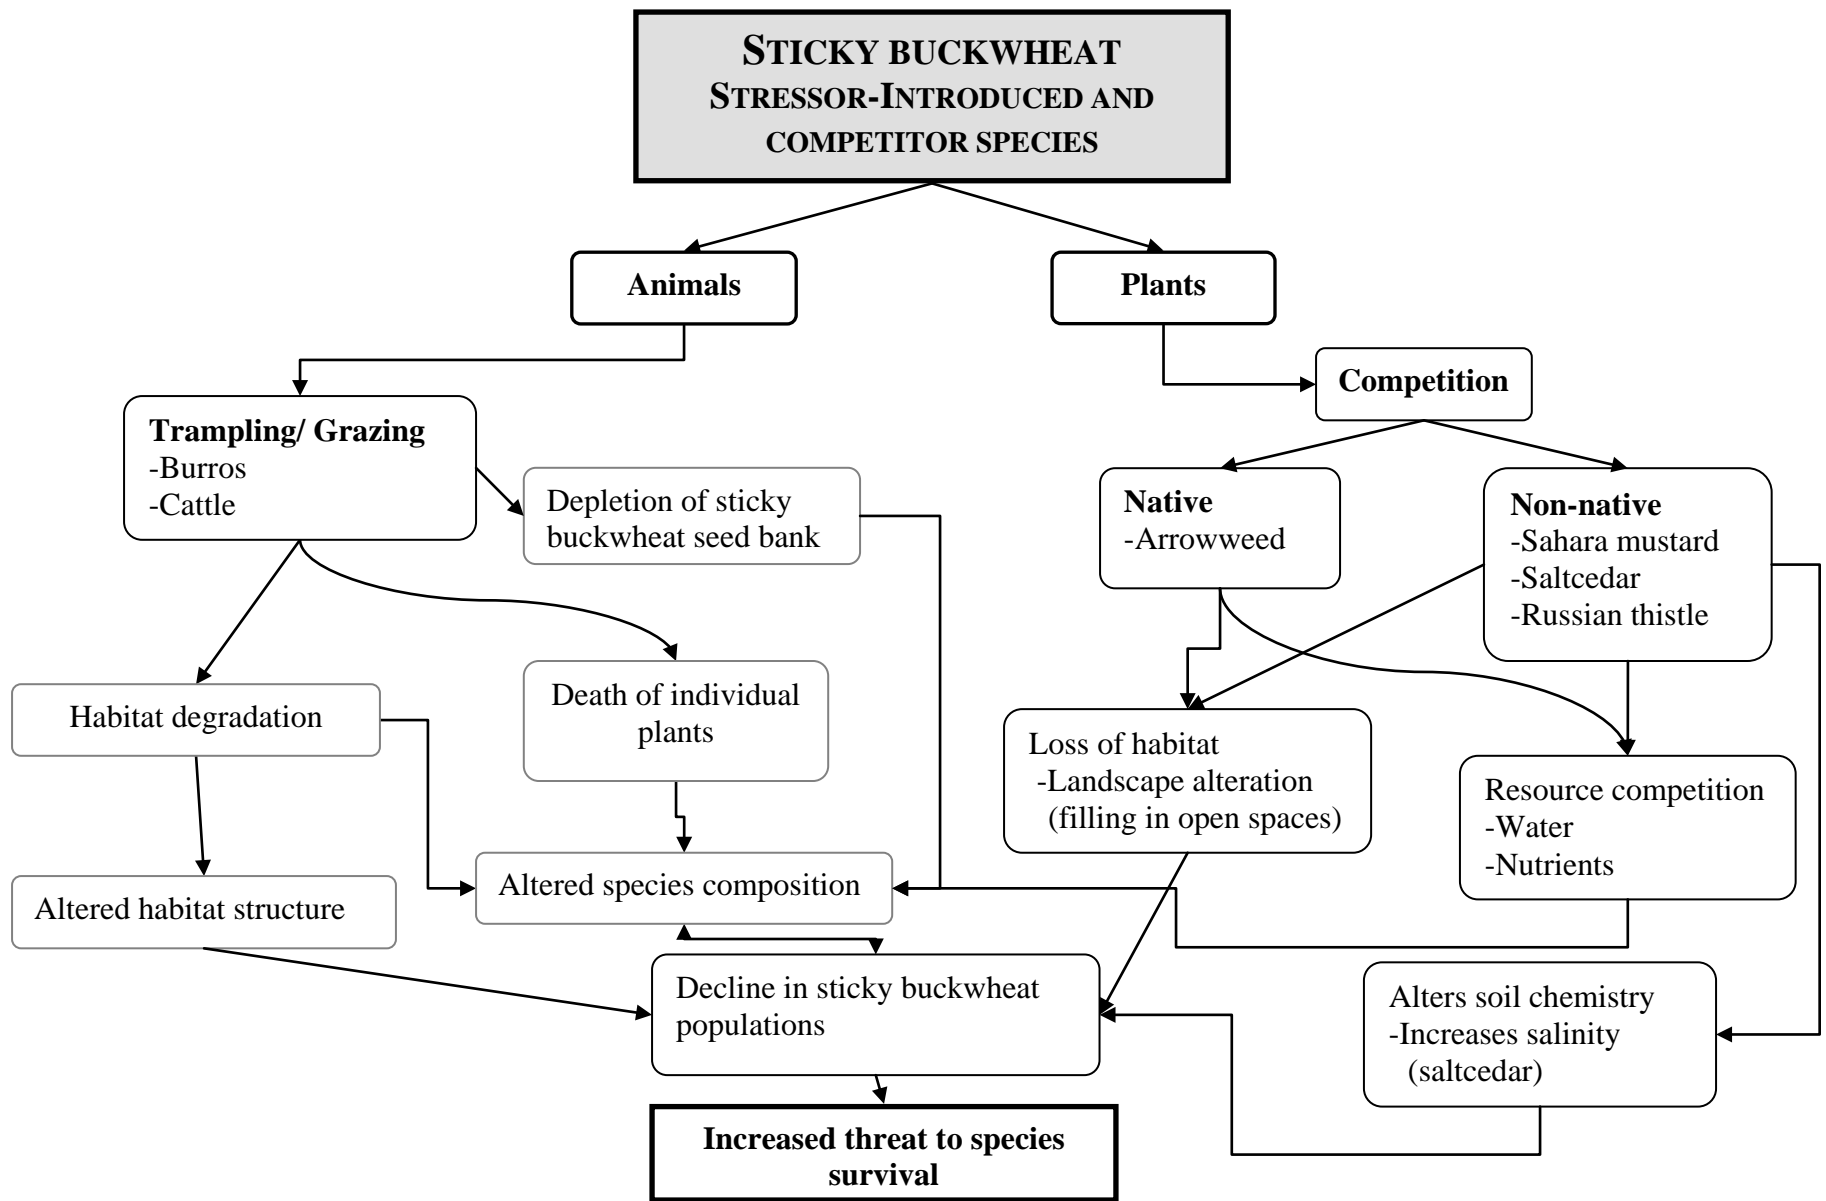 STICKY BUCKWHEAT
STRESSOR-INTRODUCED AND
COMPETITOR SPECIES
Animals
Plants
Competition
Trampling/ Grazing
-Burros
-Cattle
Depletion of sticky
buckwheat seed bank
Native
-Arrowweed
Non-native
-Sahara mustard
-Saltcedar
-Russian thistle
Habitat degradation
Death of individual
plants
Loss of habitat
-Landscape alteration
(filling in open spaces)
Resource competition
-Water
-Nutrients
Altered habitat structure
Altered species composition
Decline in sticky buckwheat
populations
Alters soil chemistry
-Increases salinity
(saltcedar)
Increased threat to species
survival